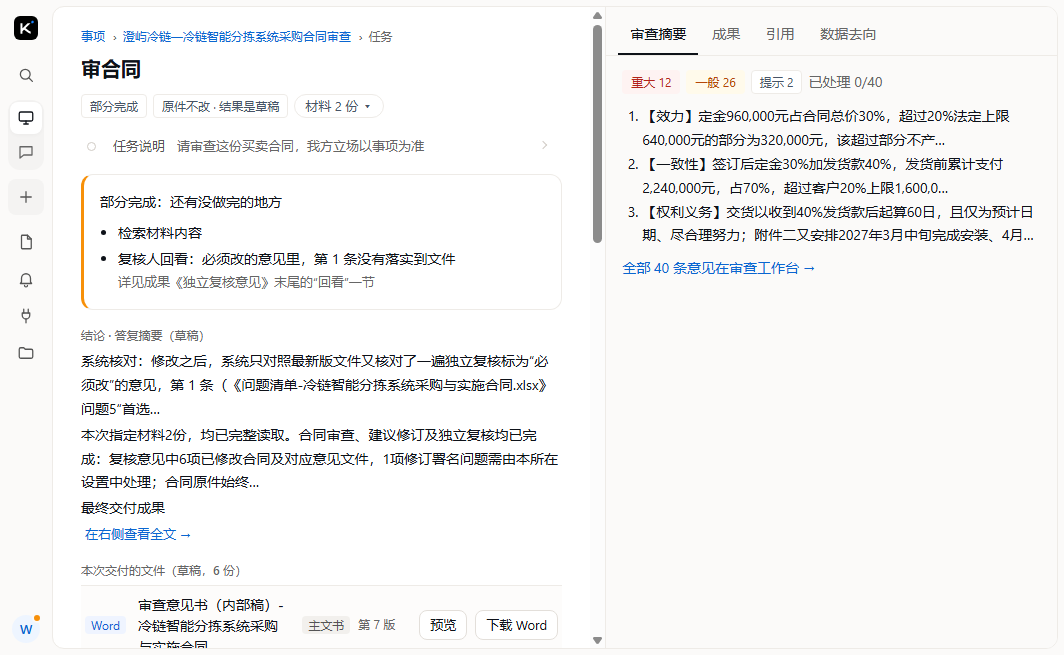 K
事项 › 澄屿冷链—冷链智能分拣系统采购合同审查 › 任务
审合同
部分完成 原件不改 · 结果是草稿 材料 2 份
任务说明 请审查这份买卖合同，我方立场以事项为准
部分完成：还有没做完的地方
• 检索材料内容
• 复核人回看：必须改的意见里，第 1 条没有落实到文件
详见成果《独立复核意见》末尾的“回看”一节
结论 · 答复摘要（草稿）
系统核对：修改之后，系统只对照最新版文件又核对了一遍独立复核标为“必
须改”的意见，第 1 条（《问题清单-冷链智能分拣系统采购与实施合同.xlsx》
问题5“首选...
本次指定材料2份，均已完整读取。合同审查、建议修订及独立复核均已完
成：复核意见中6项已修改合同及对应意见文件，1项修订署名问题需由本所在
设置中处理；合同原件始终...
最终交付成果
在右侧查看全文 →
本次交付的文件（草稿，6 份）
Word
审查意见书（内部稿）-
冷链智能分拣系统采购
与实施合同
主文书 第 7 版 预览 下载 Word
W
审查摘要 成果 引用 数据去向
重大 12 一般 26 提示 2 已处理 0/40
1. 【效力】定金960,000元占合同总价30%，超过20%法定上限
640,000元的部分为320,000元，该超过部分不产...
2. 【一致性】签订后定金30%加发货款40%，发货前累计支付
2,240,000元，占70%，超过客户20%上限1,600,0...
3. 【权利义务】交货以收到40%发货款后起算60日，且仅为预计日
期、尽合理努力；附件二又安排2027年3月中旬完成安装、4月...
全部 40 条意见在审查工作台 →